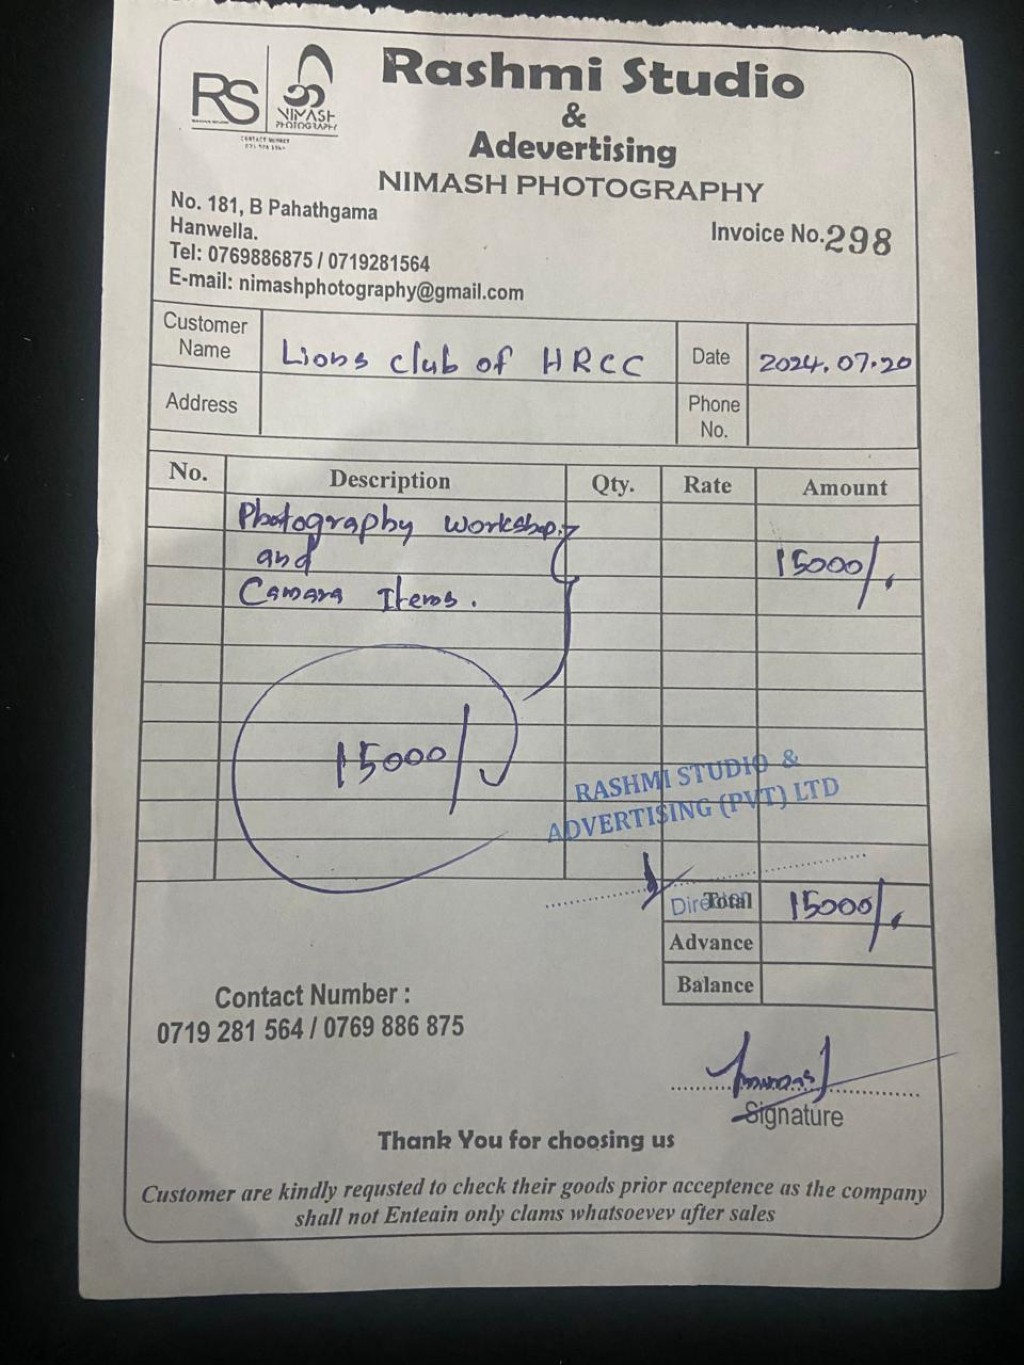 RS
NIMASH
PHOTOGRAPHY
CONTACT NUMBER
Rashmi Studio
&
Adevertising
NIMASH PHOTOGRAPHY
No. 181, B Pahathgama
Hanwella.
Tel: 0769886875 / 0719281564
E-mail: nimashphotography@gmail.com
Invoice No.298
Customer Name Lions club of HRCC Date 2024.07.20
Address Phone No.
No. Description Qty. Rate Amount
Photography workshop.
and 15000/.
Camara Items.
15000/
RASHMI STUDIO &
ADVERTISING (PVT) LTD
Director
Total 15000/.
Advance
Balance
Contact Number :
0719 281 564 / 0769 886 875
Signature
Thank You for choosing us
Customer are kindly requsted to check their goods prior acceptence as the company
shall not Enteain only clams whatsoevev after sales